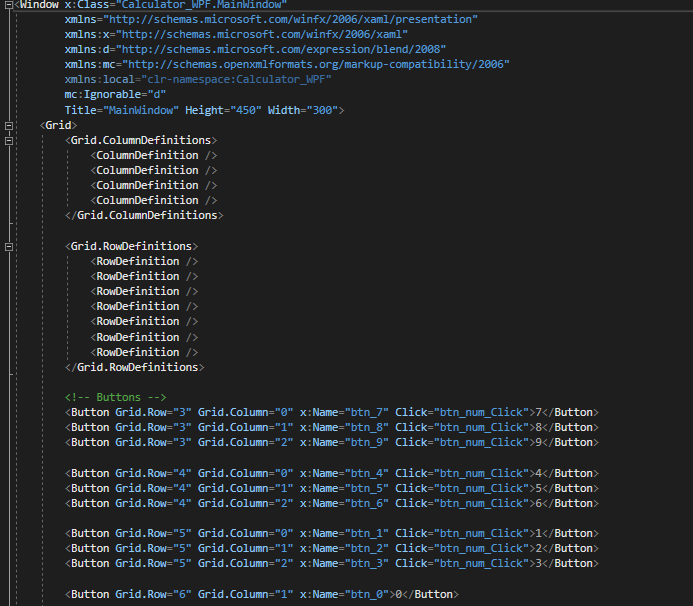 <Window x:Class="Calculator_WPF.MainWindow"
xmlns="http://schemas.microsoft.com/winfx/2006/xaml/presentation"
xmlns:x="http://schemas.microsoft.com/winfx/2006/xaml"
xmlns:d="http://schemas.microsoft.com/expression/blend/2008"
xmlns:mc="http://schemas.openxmlformats.org/markup-compatibility/2006"
xmlns:local="clr-namespace:Calculator_WPF"
mc:Ignorable="d"
Title="MainWindow" Height="450" Width="300">
<Grid>
<Grid.ColumnDefinitions>
<ColumnDefinition />
<ColumnDefinition />
<ColumnDefinition />
<ColumnDefinition />
</Grid.ColumnDefinitions>
<Grid.RowDefinitions>
<RowDefinition />
<RowDefinition />
<RowDefinition />
<RowDefinition />
<RowDefinition />
<RowDefinition />
<RowDefinition />
</Grid.RowDefinitions>
<!-- Buttons -->
<Button Grid.Row="3" Grid.Column="0" x:Name="btn_7" Click="btn_num_Click">7</Button>
<Button Grid.Row="3" Grid.Column="1" x:Name="btn_8" Click="btn_num_Click">8</Button>
<Button Grid.Row="3" Grid.Column="2" x:Name="btn_9" Click="btn_num_Click">9</Button>
<Button Grid.Row="4" Grid.Column="0" x:Name="btn_4" Click="btn_num_Click">4</Button>
<Button Grid.Row="4" Grid.Column="1" x:Name="btn_5" Click="btn_num_Click">5</Button>
<Button Grid.Row="4" Grid.Column="2" x:Name="btn_6" Click="btn_num_Click">6</Button>
<Button Grid.Row="5" Grid.Column="0" x:Name="btn_1" Click="btn_num_Click">1</Button>
<Button Grid.Row="5" Grid.Column="1" x:Name="btn_2" Click="btn_num_Click">2</Button>
<Button Grid.Row="5" Grid.Column="2" x:Name="btn_3" Click="btn_num_Click">3</Button>
<Button Grid.Row="6" Grid.Column="1" x:Name="btn_0">0</Button>